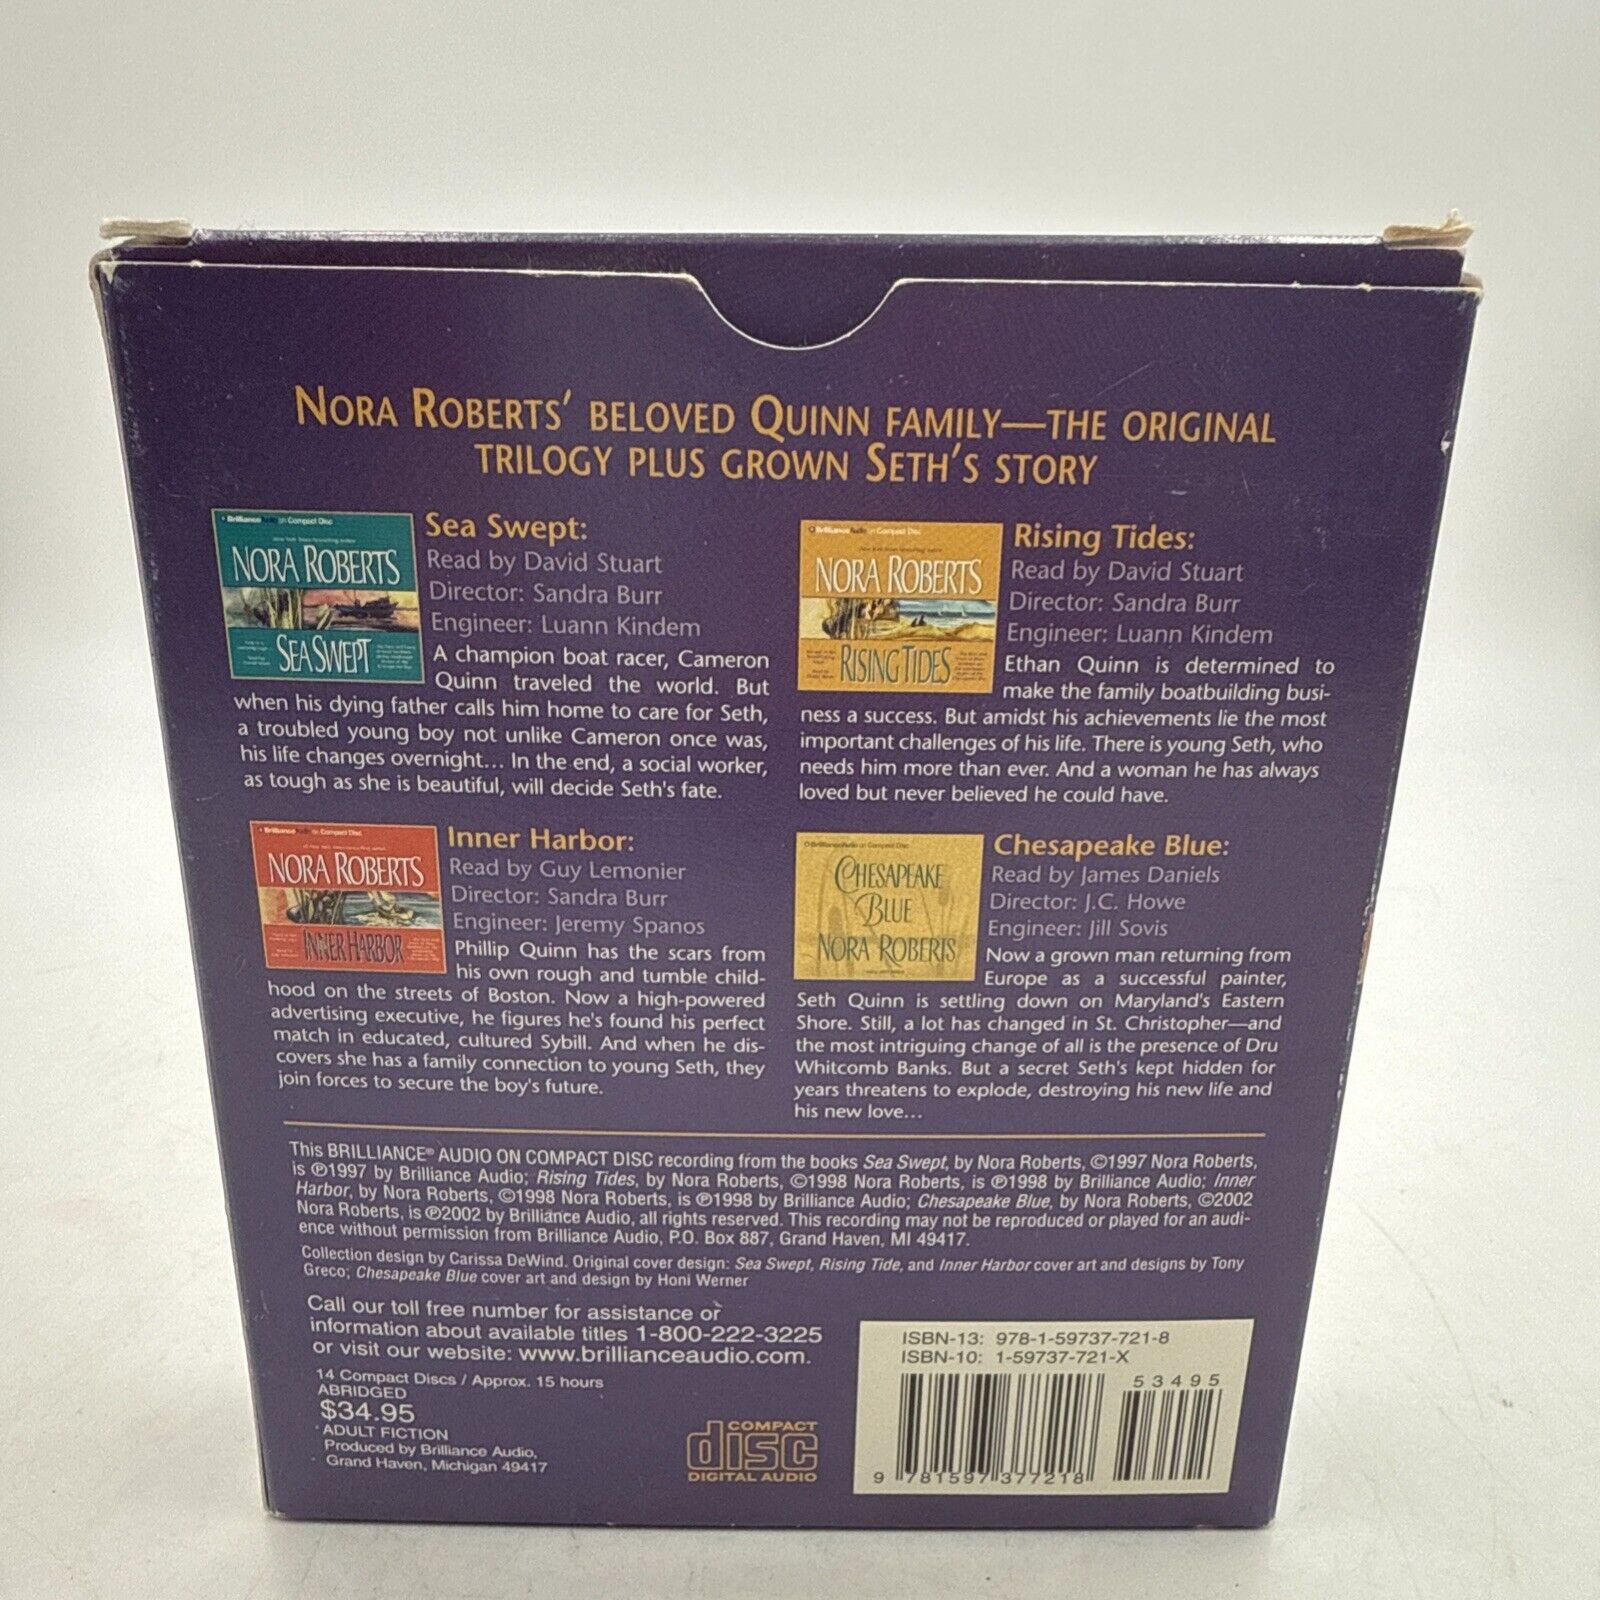 NORA ROBERTS' BELOVED QUINN FAMILY—THE ORIGINAL
TRILOGY PLUS GROWN SETH'S STORY
BrillianceAudio on Compact Disc
NORA ROBERTS
SEA SWEPT
Sea Swept:
Read by David Stuart
Director: Sandra Burr
Engineer: Luann Kindem
A champion boat racer, Cameron
Quinn traveled the world. But
when his dying father calls him home to care for Seth,
a troubled young boy not unlike Cameron once was,
his life changes overnight... In the end, a social worker,
as tough as she is beautiful, will decide Seth's fate.
BrillianceAudio on Compact Disc
NORA ROBERTS
RISING TIDES
Rising Tides:
Read by David Stuart
Director: Sandra Burr
Engineer: Luann Kindem
Ethan Quinn is determined to
make the family boatbuilding busi-
ness a success. But amidst his achievements lie the most
important challenges of his life. There is young Seth, who
needs him more than ever. And a woman he has always
loved but never believed he could have.
BrillianceAudio on Compact Disc
NORA ROBERTS
INNER HARBOR
Inner Harbor:
Read by Guy Lemonier
Director: Sandra Burr
Engineer: Jeremy Spanos
Phillip Quinn has the scars from
his own rough and tumble child-
hood on the streets of Boston. Now a high-powered
advertising executive, he figures he's found his perfect
match in educated, cultured Sybill. And when he dis-
covers she has a family connection to young Seth, they
join forces to secure the boy's future.
BrillianceAudio on Compact Disc
CHESAPEAKE
BLUE
NORA ROBERTS
Chesapeake Blue:
Read by James Daniels
Director: J.C. Howe
Engineer: Jill Sovis
Now a grown man returning from
Europe as a successful painter,
Seth Quinn is settling down on Maryland's Eastern
Shore. Still, a lot has changed in St. Christopher—and
the most intriguing change of all is the presence of Dru
Whitcomb Banks. But a secret Seth's kept hidden for
years threatens to explode, destroying his new life and
his new love...
This BRILLIANCE® AUDIO ON COMPACT DISC recording from the books Sea Swept, by Nora Roberts, ©1997 Nora Roberts,
is ℗1997 by Brilliance Audio; Rising Tides, by Nora Roberts, ©1998 Nora Roberts, is ℗1998 by Brilliance Audio; Inner
Harbor, by Nora Roberts, ©1998 Nora Roberts, is ℗1998 by Brilliance Audio; Chesapeake Blue, by Nora Roberts, ©2002
Nora Roberts, is ℗2002 by Brilliance Audio, all rights reserved. This recording may not be reproduced or played for an audi-
ence without permission from Brilliance Audio, P.O. Box 887, Grand Haven, MI 49417.
Collection design by Carissa DeWind. Original cover design: Sea Swept, Rising Tide, and Inner Harbor cover art and designs by Tony
Greco; Chesapeake Blue cover art and design by Honi Werner
Call our toll free number for assistance or
information about available titles 1-800-222-3225
or visit our website: www.brillianceaudio.com.
14 Compact Discs / Approx. 15 hours
ABRIDGED
$34.95
ADULT FICTION
Produced by Brilliance Audio,
Grand Haven, Michigan 49417
COMPACT
disc
DIGITAL AUDIO
ISBN-13: 978-1-59737-721-8
ISBN-10: 1-59737-721-X
53495
9 781597 377218